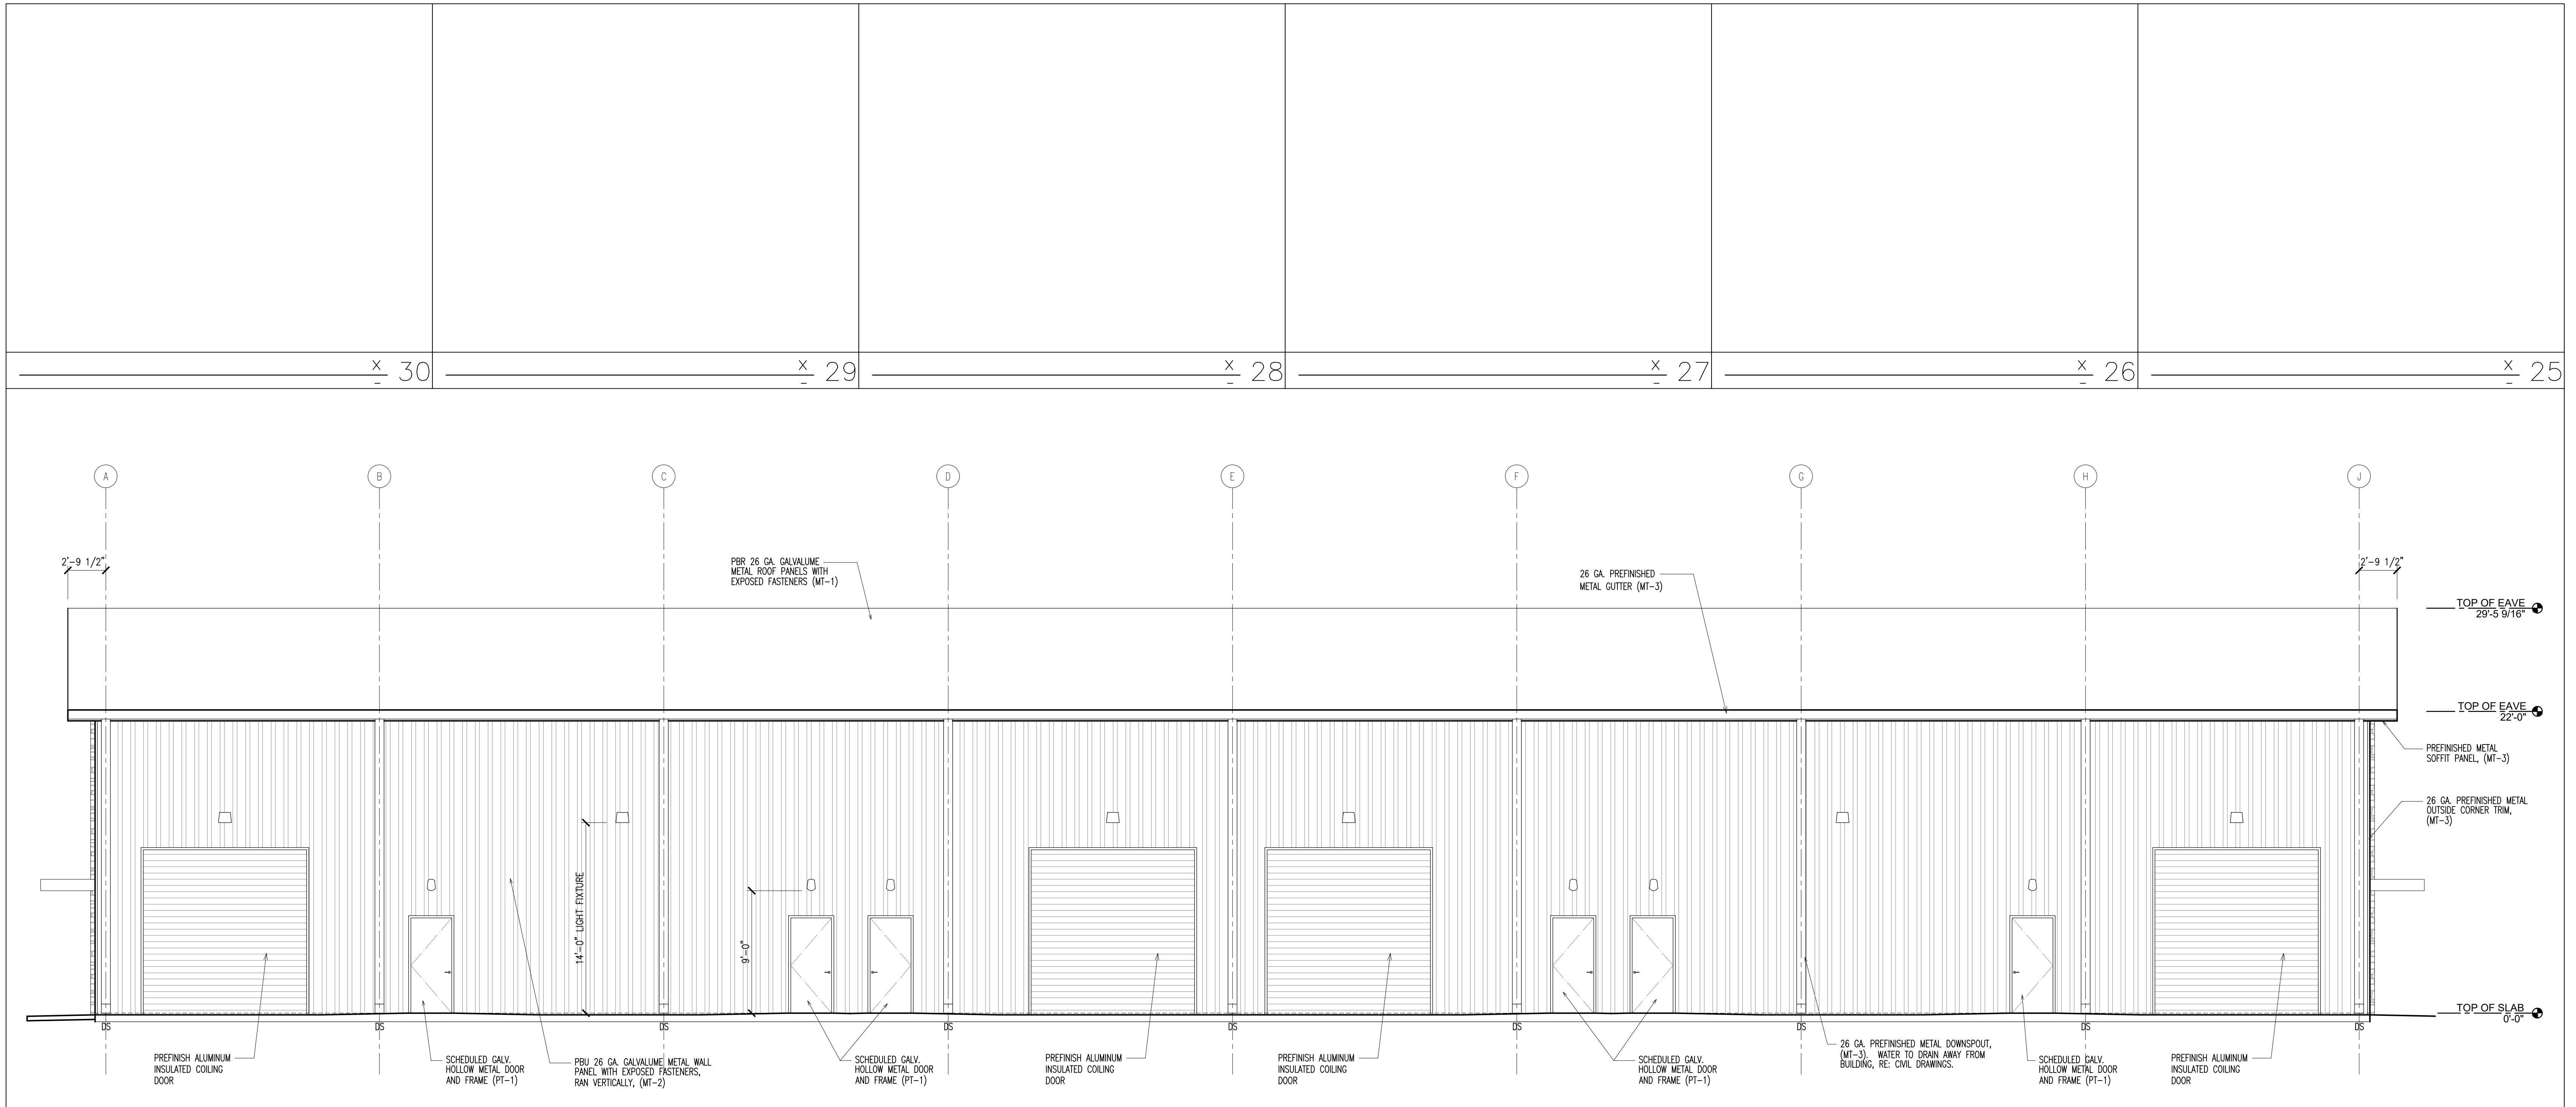 X
-
30
X
-
29
X
-
28
X
-
27
X
-
26
X
-
25
A
B
C
D
E
F
G
H
J
2'-9 1/2"
PBR 26 GA. GALVALUME
METAL ROOF PANELS WITH
EXPOSED FASTENERS (MT-1)
26 GA. PREFINISHED
METAL GUTTER (MT-3)
2'-9 1/2"
TOP OF EAVE
29'-5 9/16"
TOP OF EAVE
22'-0"
PREFINISHED METAL
SOFFIT PANEL, (MT-3)
26 GA. PREFINISHED METAL
OUTSIDE CORNER TRIM,
(MT-3)
14'-0" LIGHT FIXTURE
9'-0"
TOP OF SLAB
0'-0"
DS
DS
DS
DS
DS
DS
DS
DS
DS
PREFINISH ALUMINUM
INSULATED COILING
DOOR
SCHEDULED GALV.
HOLLOW METAL DOOR
AND FRAME (PT-1)
PBU 26 GA. GALVALUME METAL WALL
PANEL WITH EXPOSED FASTENERS,
RAN VERTICALLY, (MT-2)
SCHEDULED GALV.
HOLLOW METAL DOOR
AND FRAME (PT-1)
PREFINISH ALUMINUM
INSULATED COILING
DOOR
PREFINISH ALUMINUM
INSULATED COILING
DOOR
SCHEDULED GALV.
HOLLOW METAL DOOR
AND FRAME (PT-1)
26 GA. PREFINISHED METAL DOWNSPOUT,
(MT-3). WATER TO DRAIN AWAY FROM
BUILDING, RE: CIVIL DRAWINGS.
SCHEDULED GALV.
HOLLOW METAL DOOR
AND FRAME (PT-1)
PREFINISH ALUMINUM
INSULATED COILING
DOOR